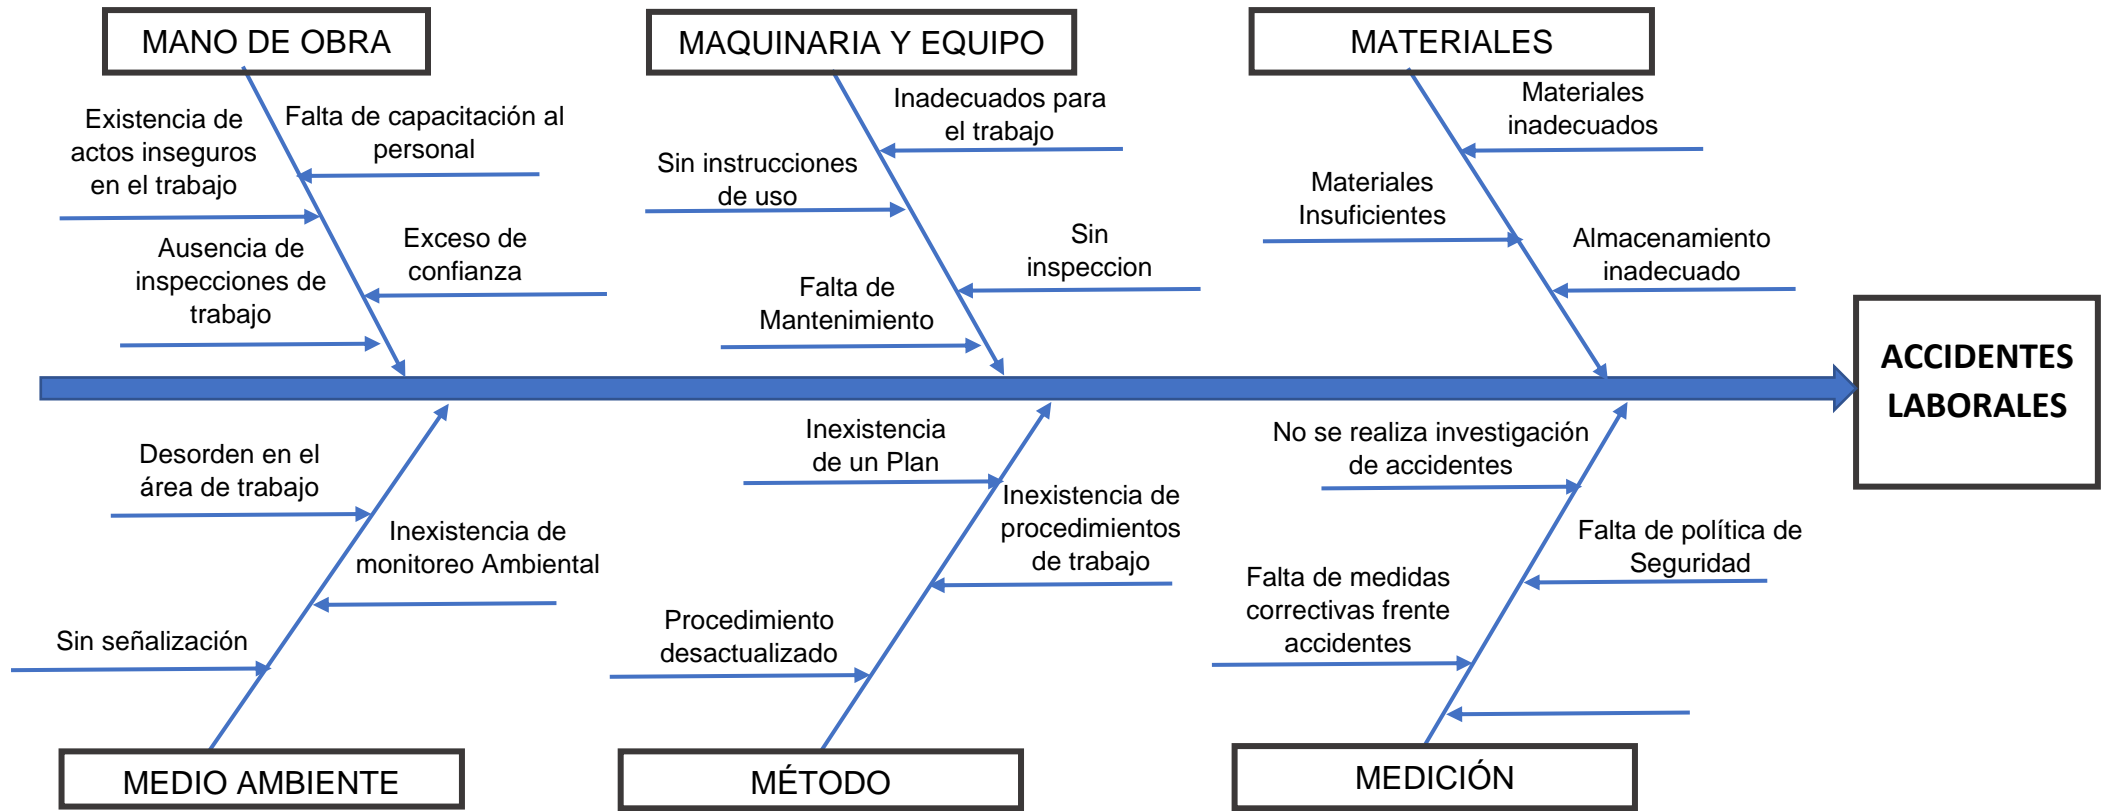 MANO DE OBRA
MAQUINARIA Y EQUIPO
MATERIALES
Existencia de
actos inseguros
en el trabajo
Falta de capacitación al
personal
Ausencia de
inspecciones de
trabajo
Exceso de
confianza
Inadecuados para
el trabajo
Sin instrucciones
de uso
Sin
inspeccion
Falta de
Mantenimiento
Materiales
inadecuados
Materiales
Insuficientes
Almacenamiento
inadecuado
ACCIDENTES
LABORALES
Desorden en el
área de trabajo
Inexistencia de
monitoreo Ambiental
Sin señalización
Inexistencia
de un Plan
Inexistencia de
procedimientos
de trabajo
Procedimiento
desactualizado
No se realiza investigación
de accidentes
Falta de política de
Seguridad
Falta de medidas
correctivas frente
accidentes
MEDIO AMBIENTE
MÉTODO
MEDICIÓN